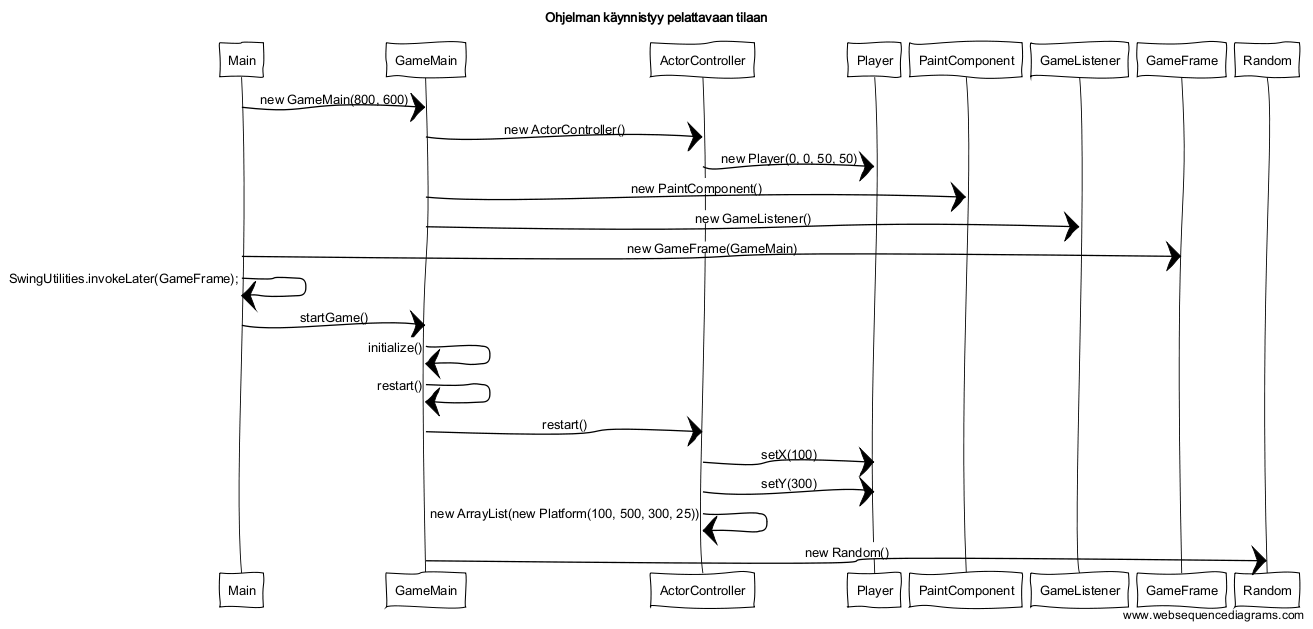 Ohjelman käynnistyy pelattavaan tilaan
Main GameMain ActorController Player PaintComponent GameListener GameFrame Random
new GameMain(800, 600)
new ActorController()
new Player(0, 0, 50, 50)
new PaintComponent()
new GameListener()
new GameFrame(GameMain)
SwingUtilities.invokeLater(GameFrame);
startGame()
initialize()
restart()
restart()
setX(100)
setY(300)
new ArrayList(new Platform(100, 500, 300, 25))
new Random()
Main GameMain ActorController Player PaintComponent GameListener GameFrame Random
www.websequencediagrams.com